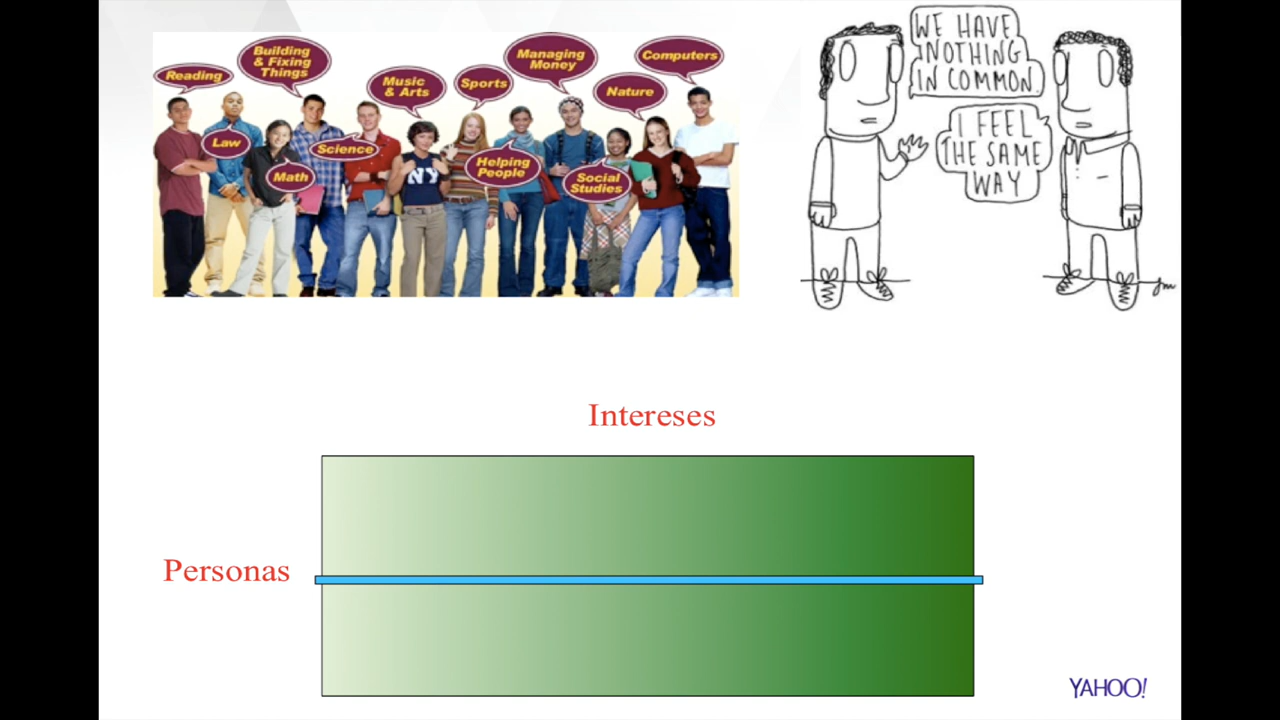 Reading
Building
& Fixing
Things
Music
& Arts
Sports
Managing
Money
Nature
Computers
Law
Math
Science
Helping
People
Social
Studies
NY
WE HAVE
NOTHING
IN COMMON
I FEEL
THE SAME
WAY
jm
Intereses
Personas
YAHOO!